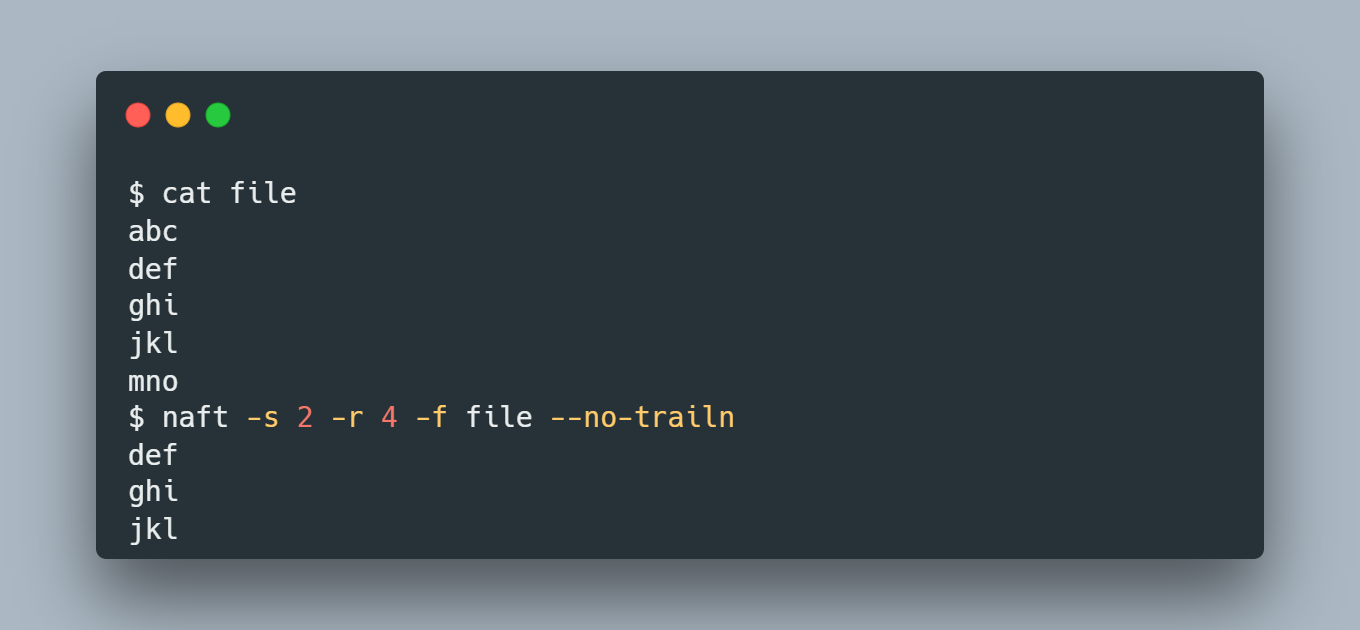 $ cat file
abc
def
ghi
jkl
mno
$ naft -s 2 -r 4 -f file --no-trailn
def
ghi
jkl